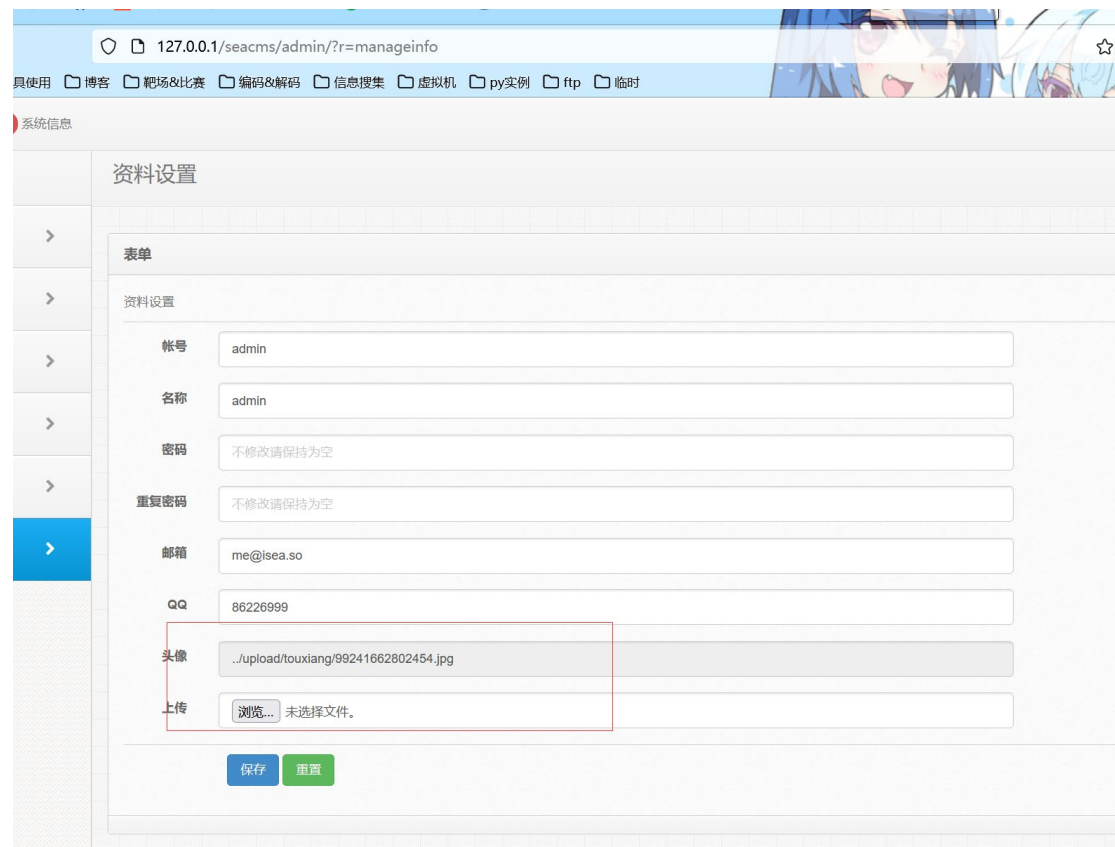 127.0.0.1/seacms/admin/?r=manageinfo
具使用 博客 靶场&比赛 编码&解码 信息搜集 虚拟机 py实例 ftp 临时
系统信息
资料设置
表单
资料设置
帐号 admin
名称 admin
密码 不修改请保持为空
重复密码 不修改请保持为空
邮箱 me@isea.so
QQ 86226999
头像 ../upload/touxiang/99241662802454.jpg
上传 浏览... 未选择文件。
保存 重置